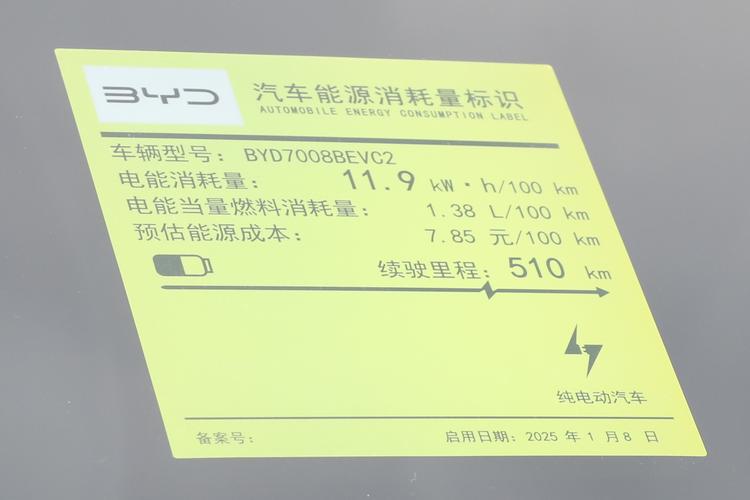 BYD 汽车能源消耗量标识
AUTOMOBILE ENERGY CONSUMPTION LABEL
车辆型号: BYD7008BEVC2
电能消耗量: 11.9 kW·h/100 km
电能当量燃料消耗量: 1.38 L/100 km
预估能源成本: 7.85 元/100 km
续驶里程: 510 km
纯电动汽车
备案号:
启用日期: 2025 年 1 月 8 日